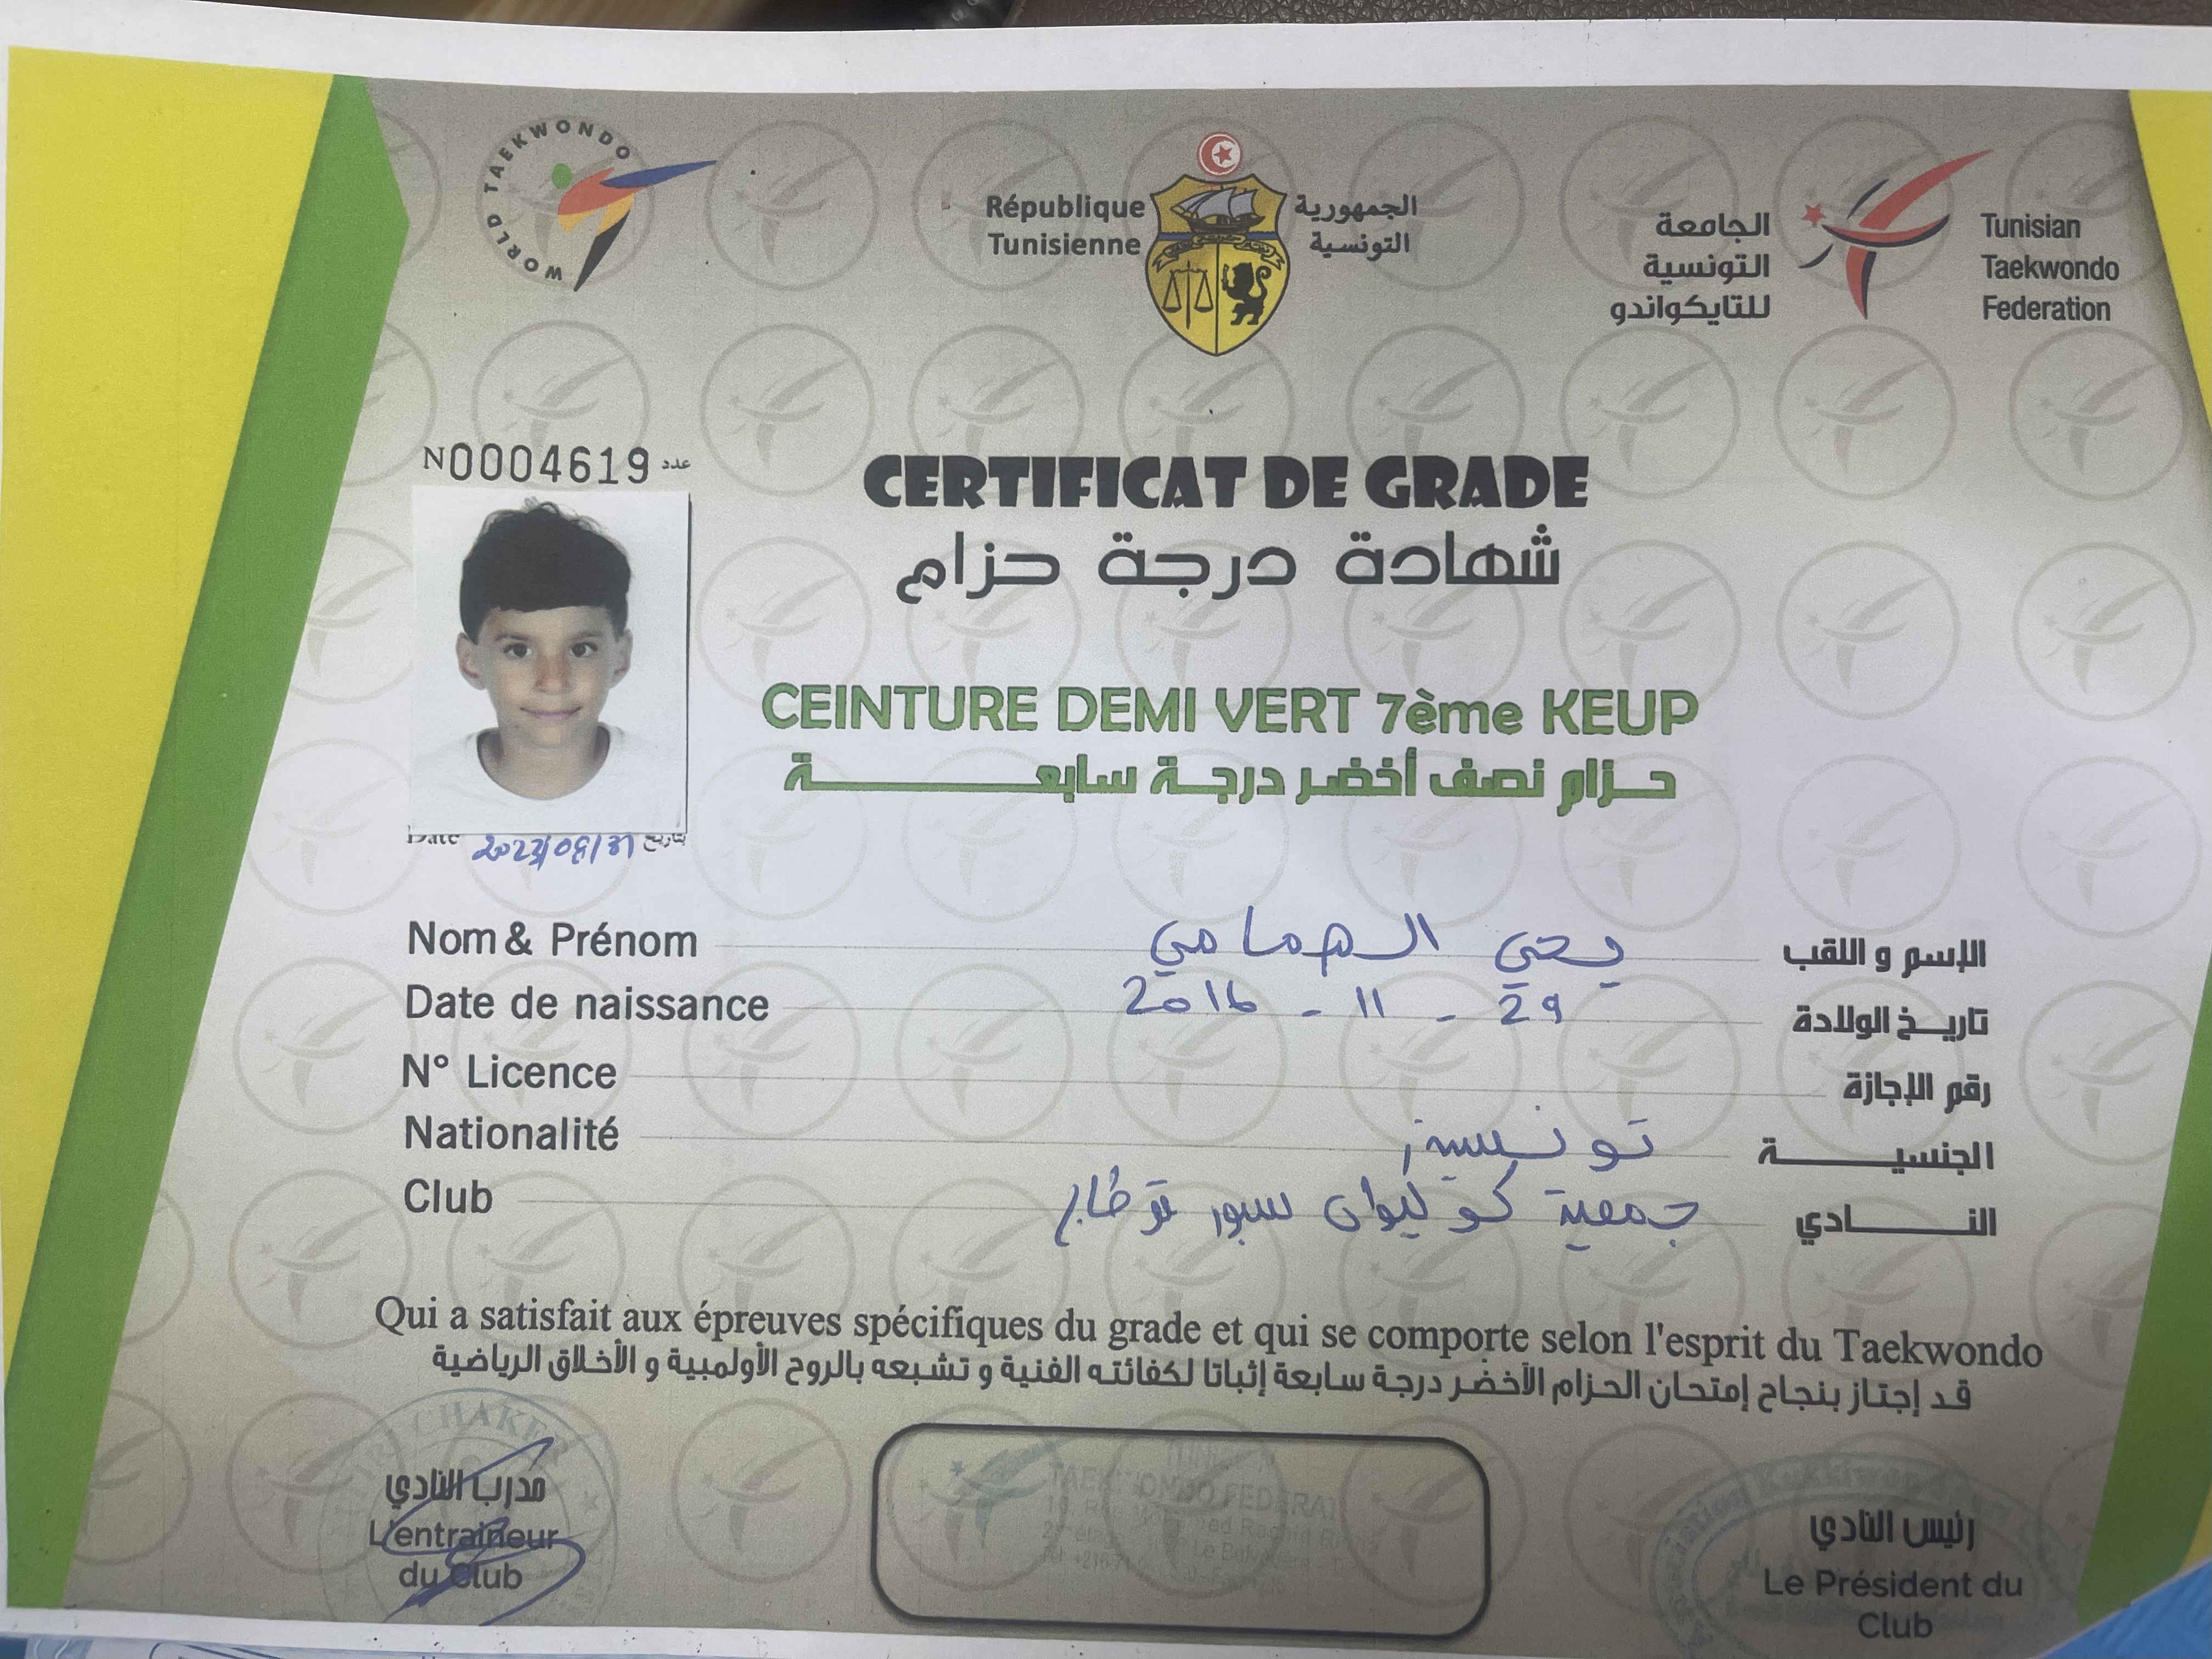 WORLD TAEKWONDO
République
Tunisienne
الجمهورية
التونسية
الجامعة
التونسية
للتايكواندو
Tunisian
Taekwondo
Federation
N0004619 عدد
CERTIFICAT DE GRADE
شهادة درجة حزام
CEINTURE DEMI VERT 7ème KEUP
حزام نصف أخضر درجة سابعة
Date بتاريخ
Nom & Prénom يحي الهمامي الإسم و اللقب
Date de naissance 2016 - 11 - 29 تاريخ الولادة
N° Licence رقم الإجازة
Nationalité تونسية الجنسية
Club جمعية كوكيوان سبور قرطاج النادي
Qui a satisfait aux épreuves spécifiques du grade et qui se comporte selon l'esprit du Taekwondo
قد إجتاز بنجاح إمتحان الحزام الأخضر درجة سابعة إثباتا لكفائته الفنية و تشبعه بالروح الأولمبية و الأخلاق الرياضية
CHAKER
مدرب النادي
L'entraineur
du Club
TAEKWONDO FEDERAT
رئيس النادي
Le Président du
Club